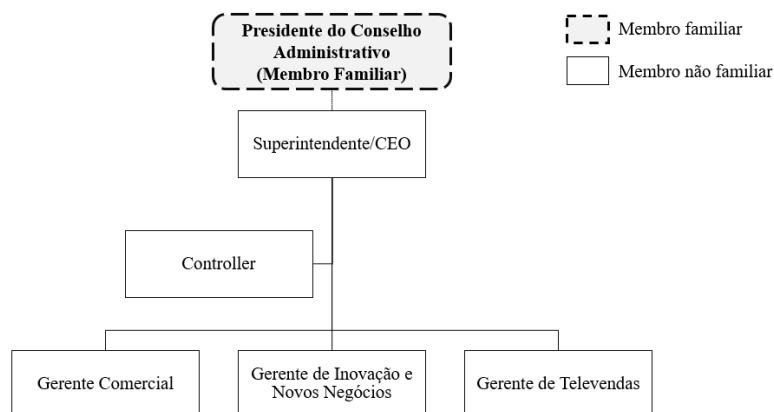 Presidente do Conselho
Administrativo
(Membro Familiar)
Membro familiar
Membro não familiar
Superintendente/CEO
Controller
Gerente Comercial
Gerente de Inovação e
Novos Negócios
Gerente de Televendas